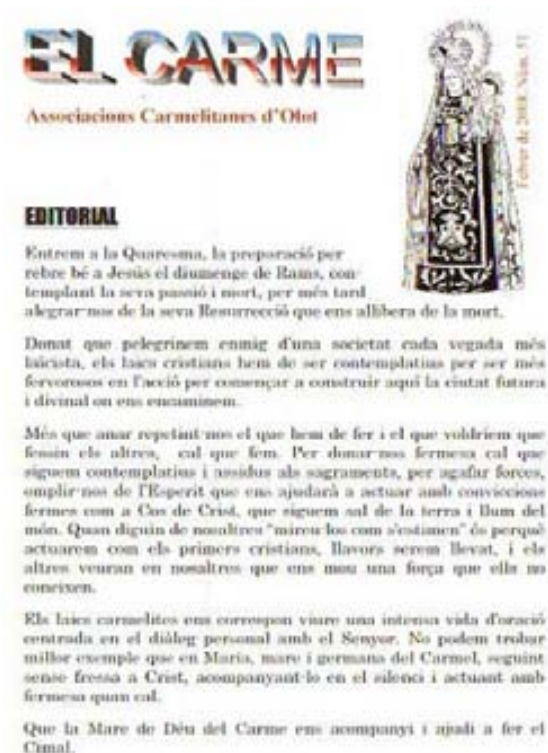 EL CARME
Associacions Carmelitanes d'Olot
Febrer de 2008. Núm. 51
EDITORIAL
Entrem a la Quaresma, la preparació per
rebre bé a Jesús el diumenge de Rams, con-
templant la seva passió i mort, per més tard
alegrar-nos de la seva Resurrecció que ens allibera de la mort.
Donat que pelegrinem enmig d'una societat cada vegada més
laïcista, els laics cristians hem de ser contemplatius per ser més
fervorosos en l'acció per començar a construir aquí la ciutat futura
i divinal on ens encaminem.
Més que anar repetint-nos el que hem de fer i el que voldríem que
fessin els altres, cal que fem. Per donar-nos fermesa cal que
siguem contemplatius i assidus als sagraments, per agafar forces,
omplir-nos de l'Esperit que ens ajudarà a actuar amb conviccions
fermes com a Cos de Crist, que siguem sal de la terra i llum del
món. Quan diguin de nosaltres "mireu-los com s'estimen" és perquè
actuarem com els primers cristians, llavors serem llevat, i els
altres veuran en nosaltres que ens mou una força que ells no
coneixen.
Els laics carmelites ens correspon viure una intensa vida d'oració
centrada en el diàleg personal amb el Senyor. No podem trobar
millor exemple que en Maria, mare i germana del Carmel, seguint
sense fressa a Crist, acompanyant-lo en el silenci i actuant amb
fermesa quan cal.
Que la Mare de Déu del Carme ens acompanyi i ajudi a fer el
Cimal.